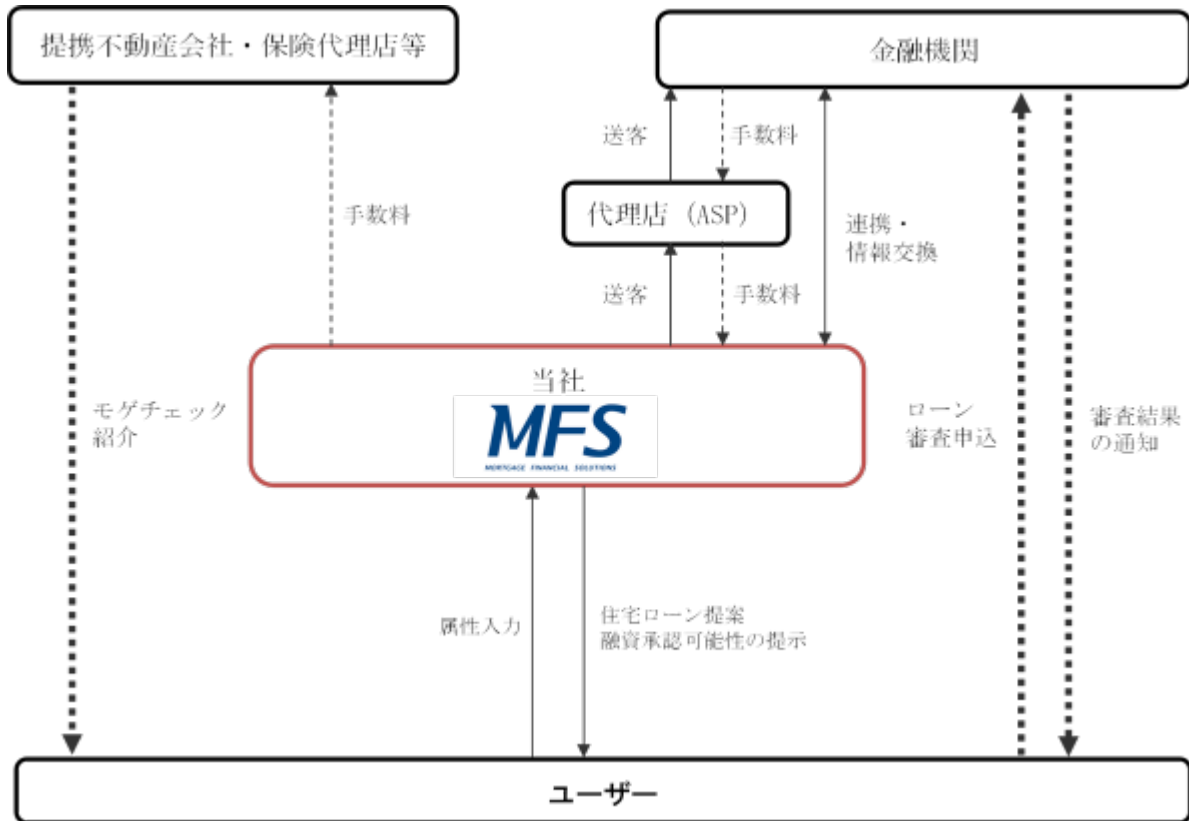 提携不動産会社・保険代理店等
金融機関
送客
手数料
代理店 (ASP)
手数料
連携・
情報交換
送客
手数料
当社
MFS
MORTGAGE FINANCIAL SOLUTIONS
モゲチェック
紹介
ローン
審査申込
審査結果
の通知
属性入力
住宅ローン提案
融資承認可能性の提示
ユーザー